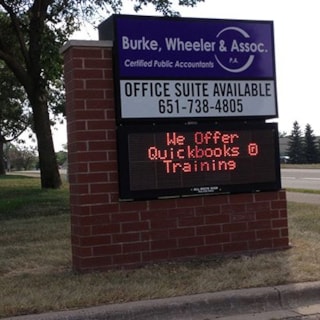 Burke, Wheeler & Assoc.
P.A.
Certified Public Accountants
OFFICE SUITE AVAILABLE
651-738-4805
We Offer
Quickbooks ®
Training